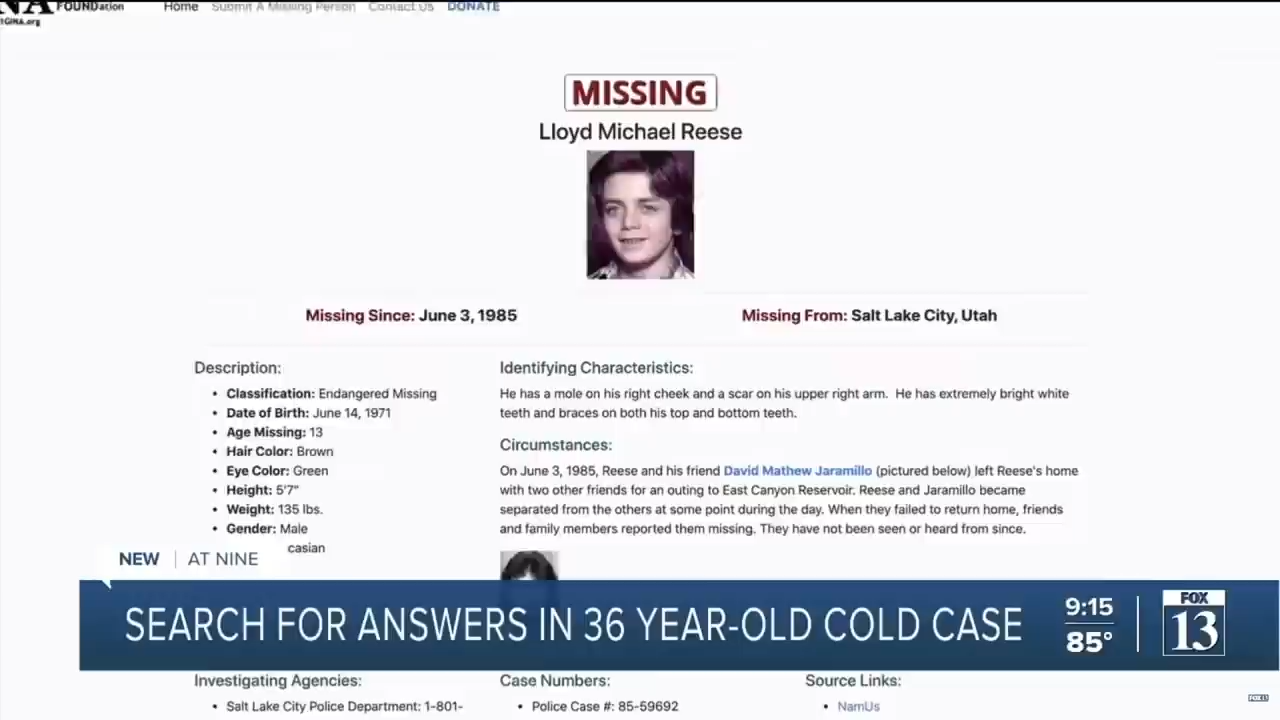 NA FOUNDation Home Submit A Missing Person Contact Us DONATE
MISSING
Lloyd Michael Reese
Missing Since: June 3, 1985
Missing From: Salt Lake City, Utah
Description:
• Classification: Endangered Missing
• Date of Birth: June 14, 1971
• Age Missing: 13
• Hair Color: Brown
• Eye Color: Green
• Height: 5'7"
• Weight: 135 lbs.
• Gender: Male
casian
Identifying Characteristics:
He has a mole on his right cheek and a scar on his upper right arm. He has extremely bright white
teeth and braces on both his top and bottom teeth.
Circumstances:
On June 3, 1985, Reese and his friend David Mathew Jaramillo (pictured below) left Reese's home
with two other friends for an outing to East Canyon Reservoir. Reese and Jaramillo became
separated from the others at some point during the day. When they failed to return home, friends
and family members reported them missing. They have not been seen or heard from since.
NEW | AT NINE
SEARCH FOR ANSWERS IN 36 YEAR-OLD COLD CASE
9:15
85°
FOX
13
Investigating Agencies:
• Salt Lake City Police Department: 1-801-
Case Numbers:
• Police Case #: 85-59692
Source Links:
• NamUs
FOX13